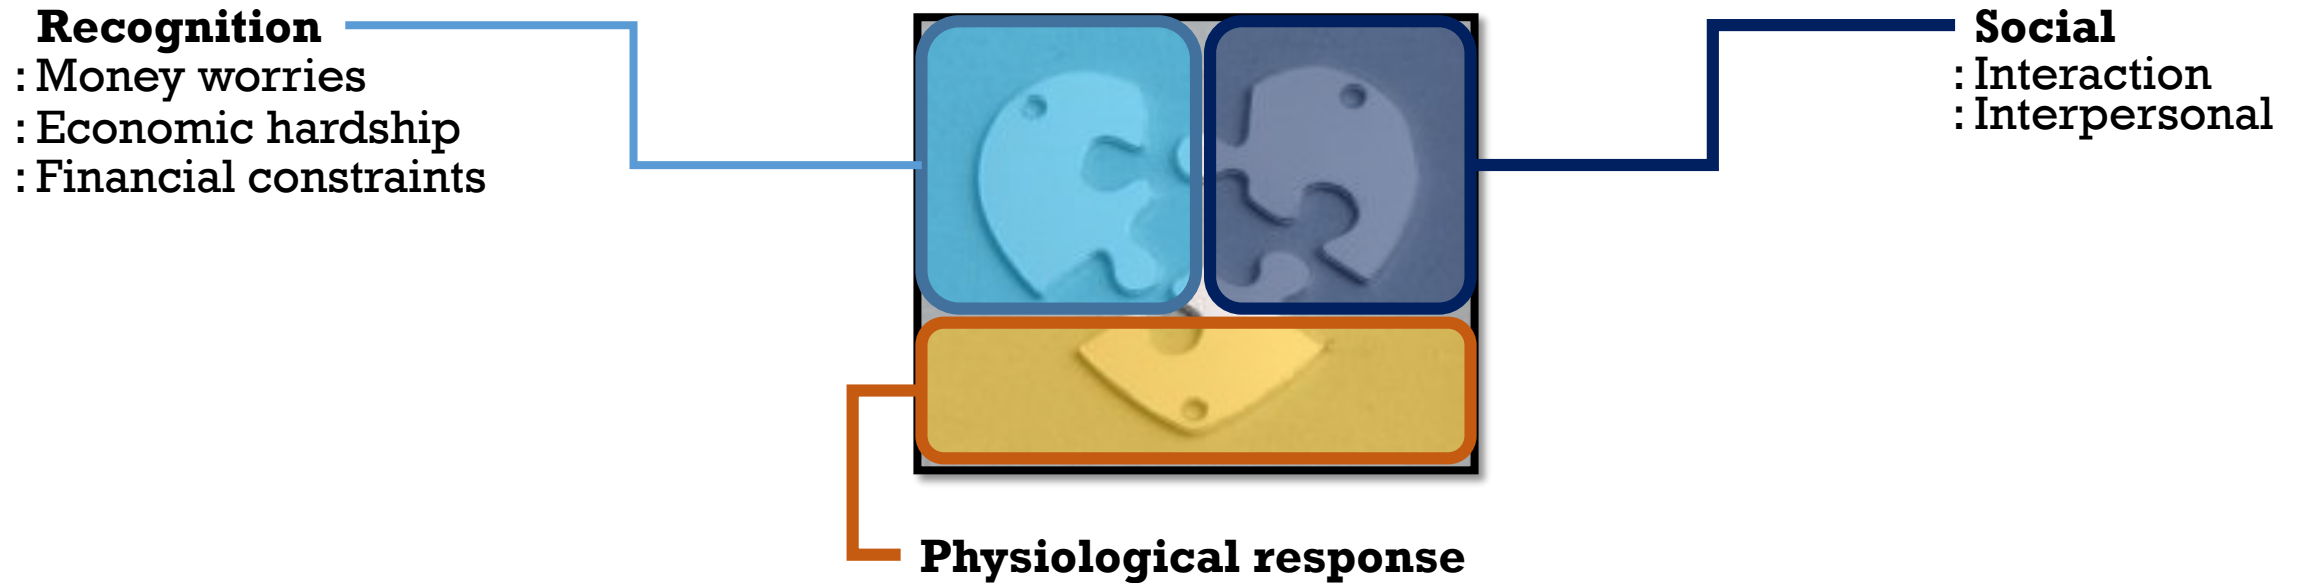 Recognition
: Money worries
: Economic hardship
: Financial constraints
Social
: Interaction
: Interpersonal
Physiological response